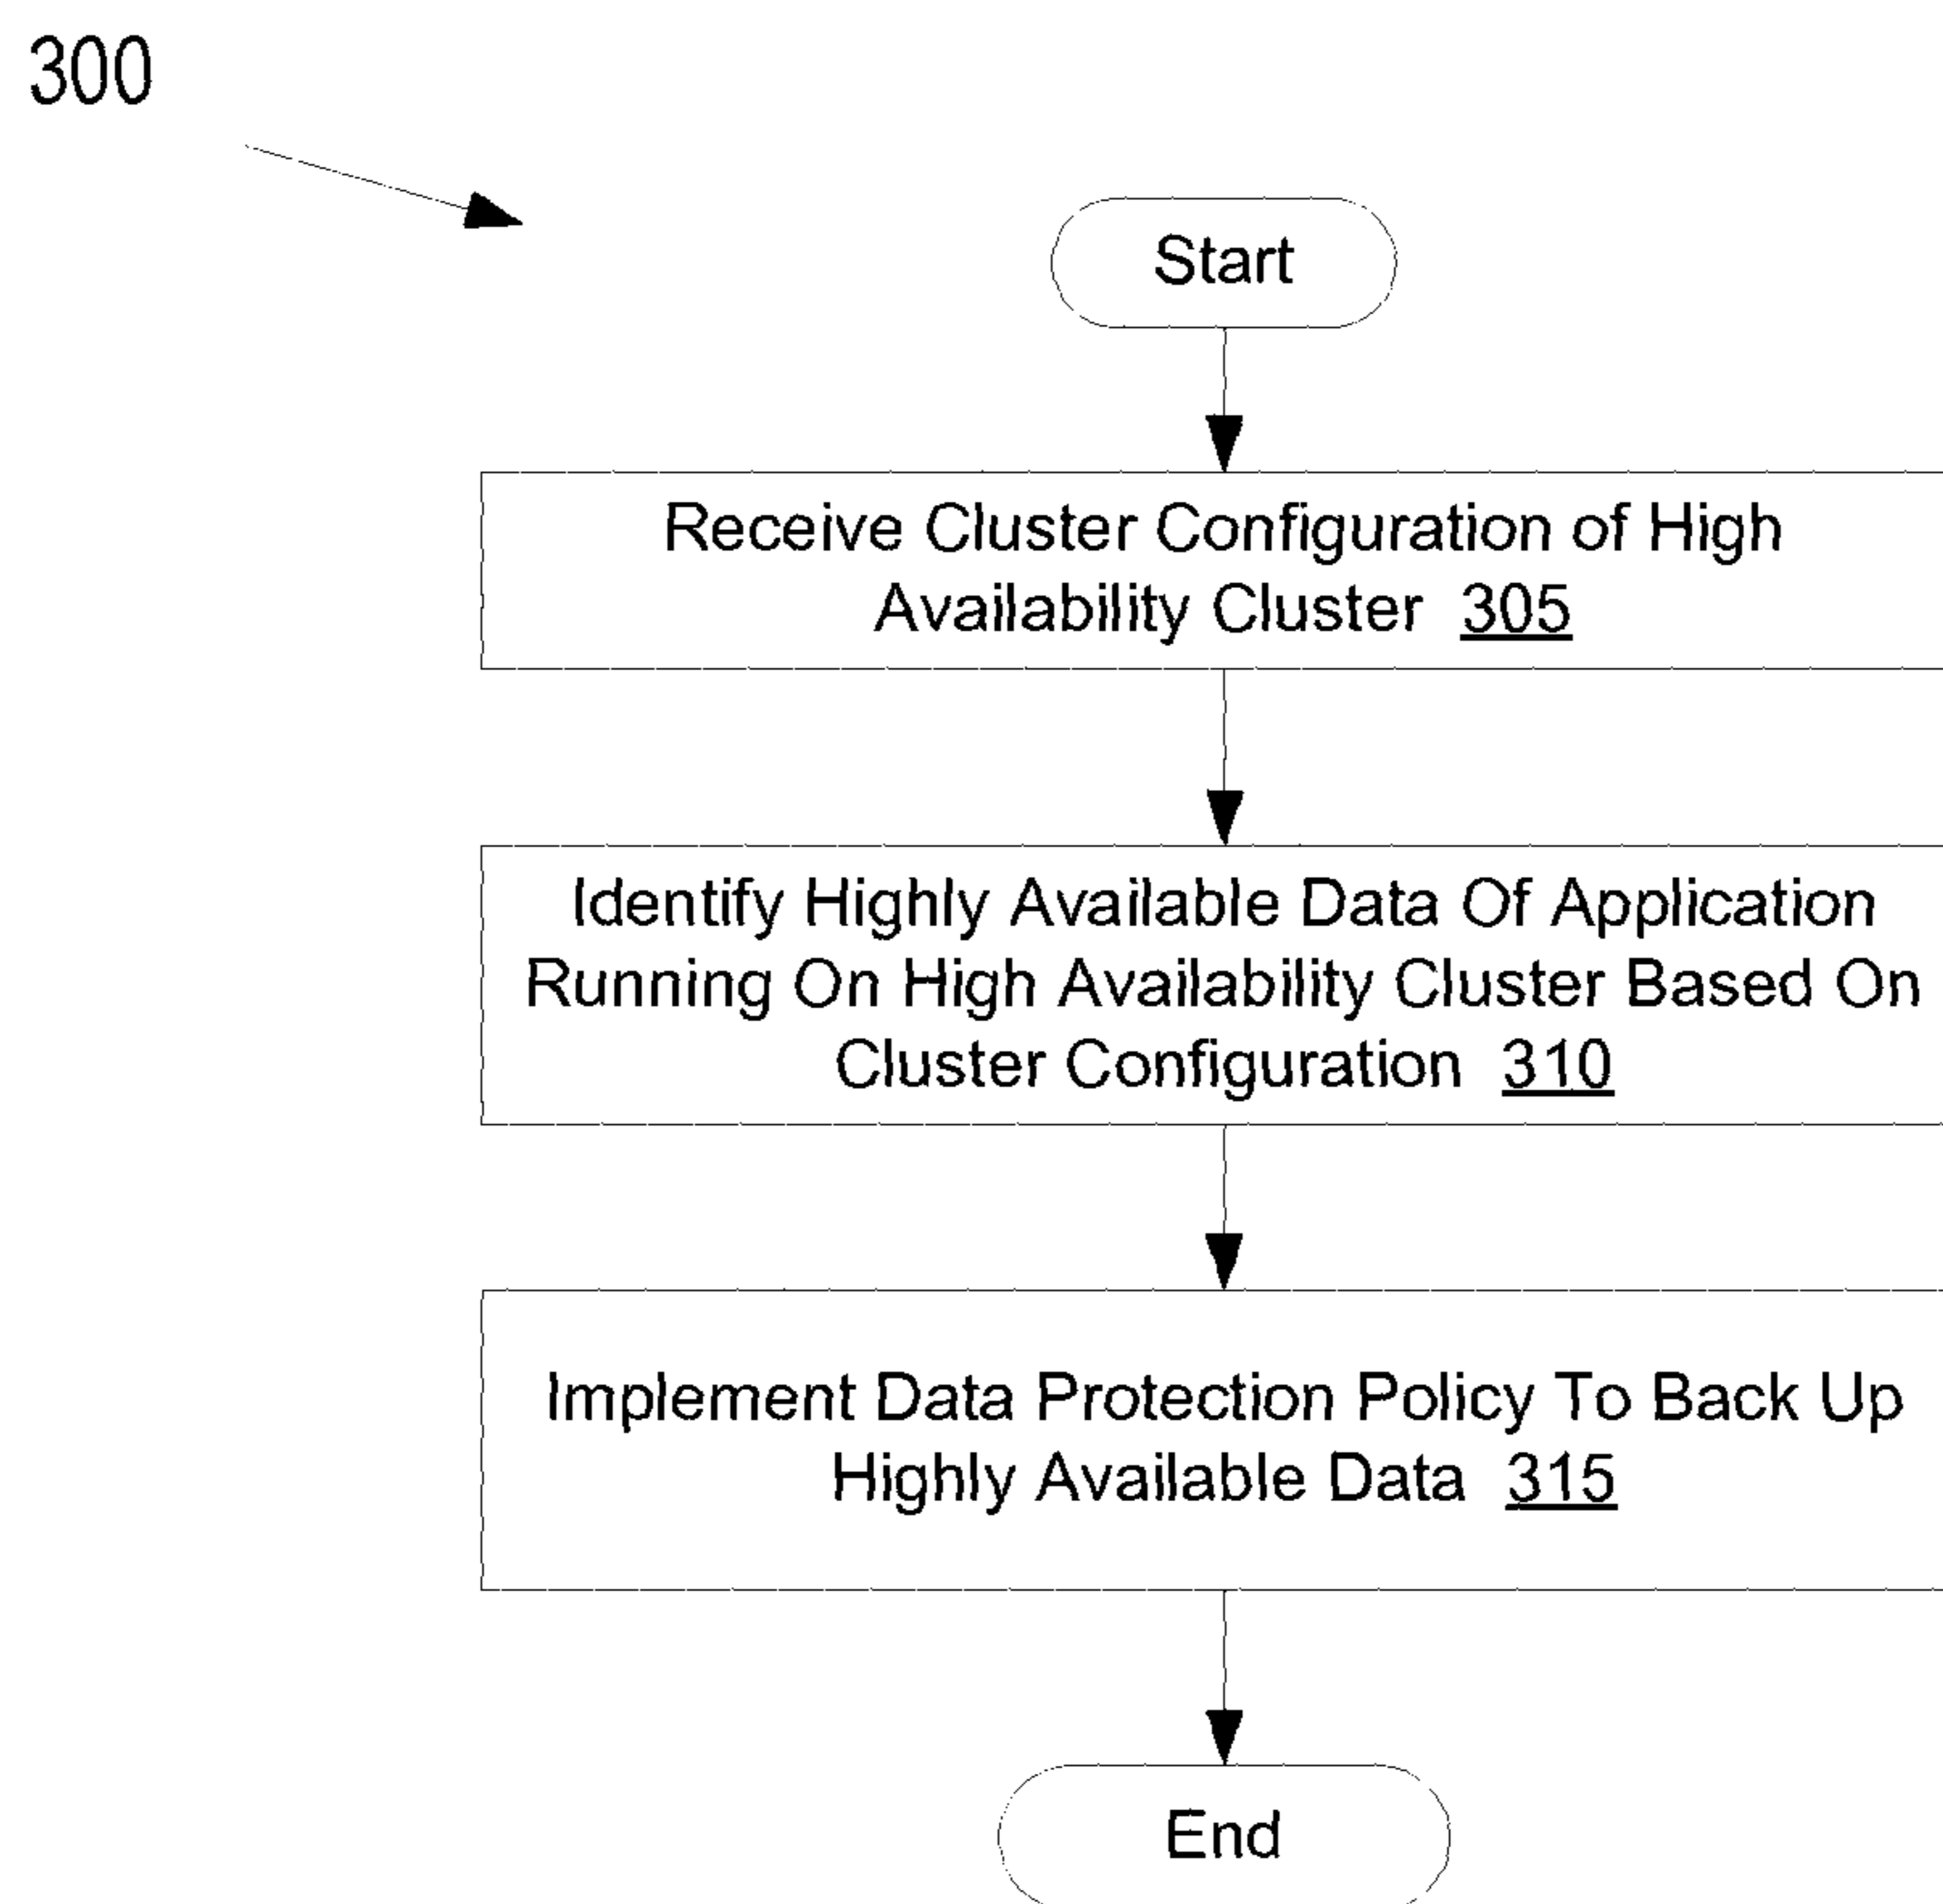 300
Start
Receive Cluster Configuration of High
Availability Cluster 305
Identify Highly Available Data Of Application
Running On High Availability Cluster Based On
Cluster Configuration 310
Implement Data Protection Policy To Back Up
Highly Available Data 315
End